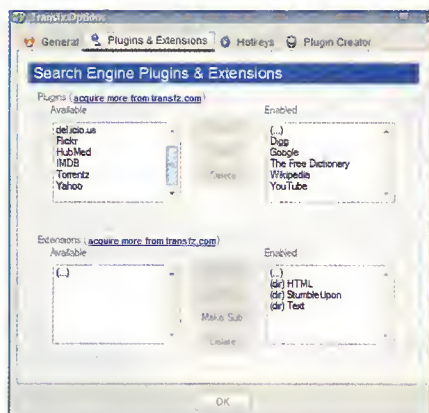 Transfz Options
General Plugins & Extensions Hotkeys Plugin Creator
Search Engine Plugins & Extensions
Plugins (acquire more from transfz.com)
Available
Enabled
del.icio.us
Flickr
HubMed
IMDB
Torrentz
Yahoo
Delete
(...)
Digg
Google
The Free Dictionary
Wikipedia
YouTube
Extensions (acquire more from transfz.com)
Available
Enabled
(...)
Make Sub
Delete
(...)
(dir) HTML
(dir) StumbleUpon
(dir) Text
OK